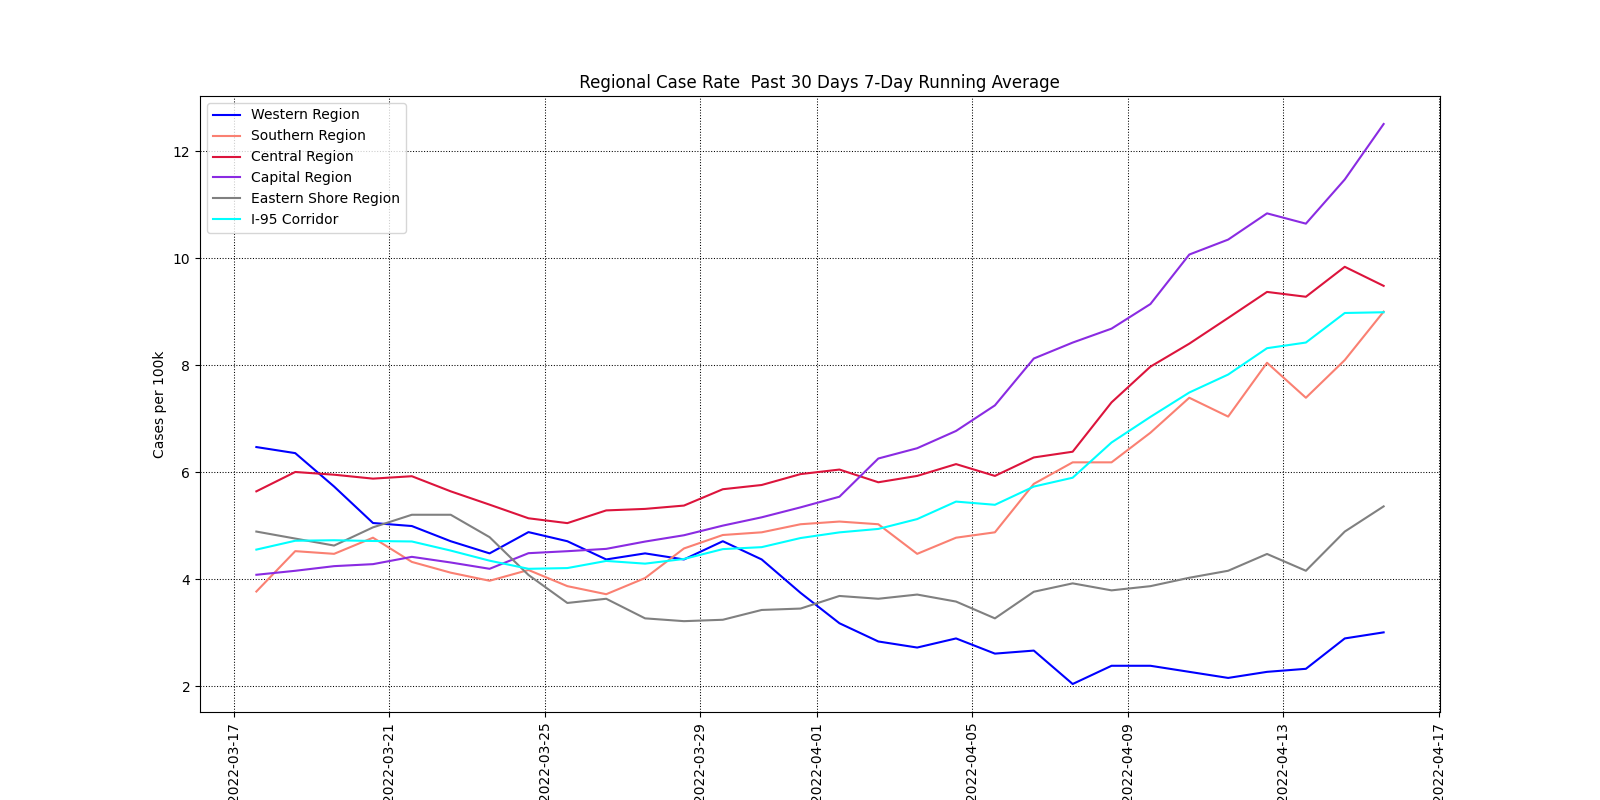 Regional Case Rate  Past 30 Days 7-Day Running Average
Western Region
Southern Region
Central Region
Capital Region
Eastern Shore Region
I-95 Corridor
Cases per 100k
12
10
8
6
4
2
2022-03-17
2022-03-21
2022-03-25
2022-03-29
2022-04-01
2022-04-05
2022-04-09
2022-04-13
2022-04-17